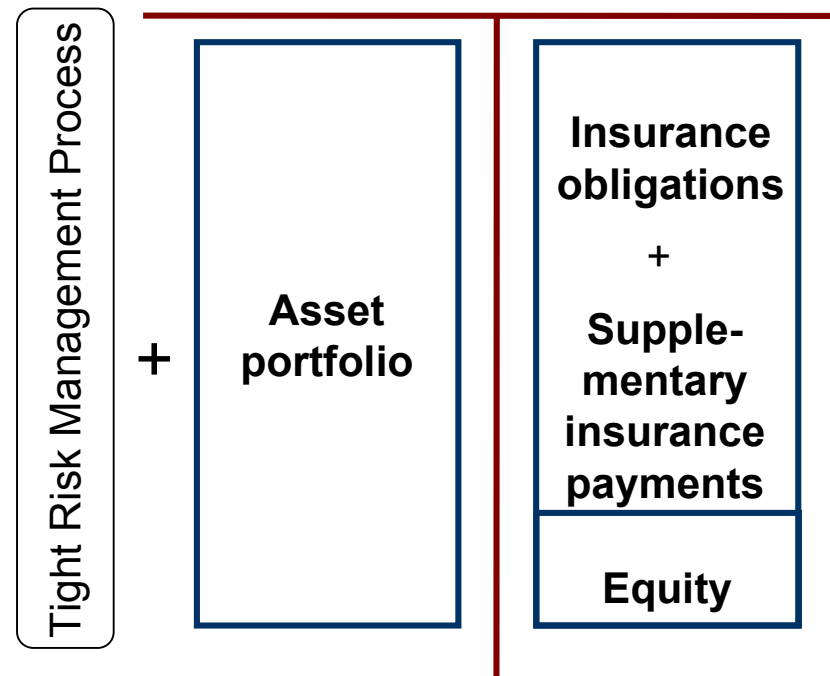 Tight Risk Management Process
+
Asset
portfolio
Insurance
obligations
+
Supple-
mentary
insurance
payments
Equity